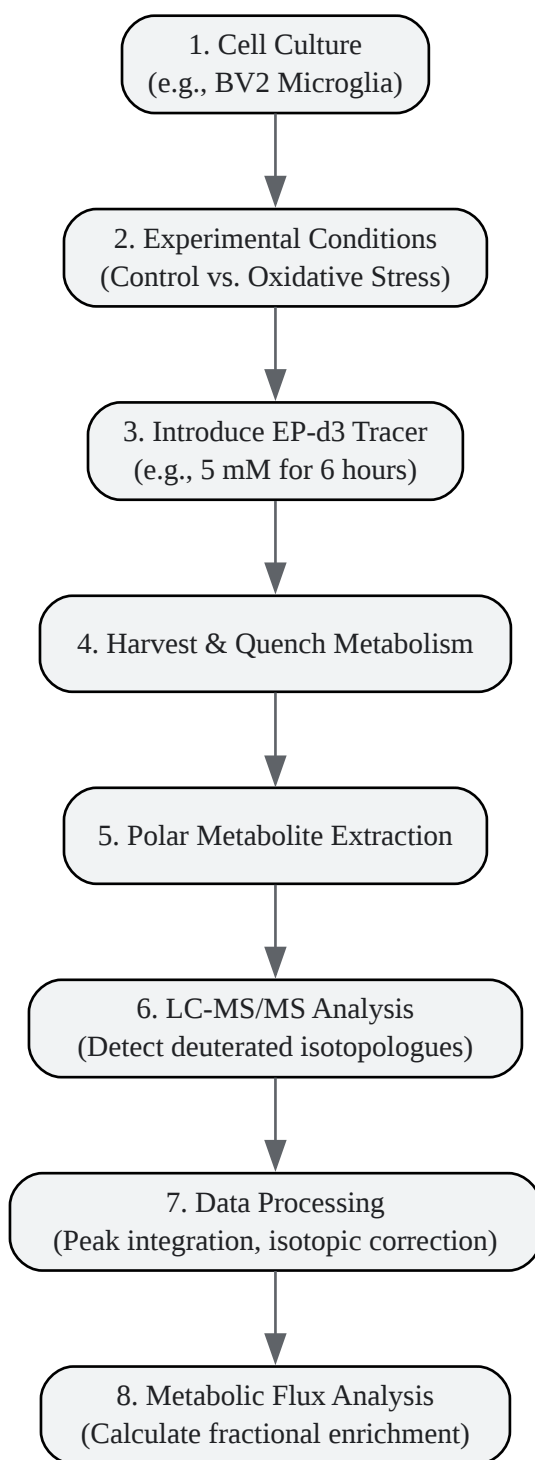 1. Cell Culture
(e.g., BV2 Microglia)
2. Experimental Conditions
(Control vs. Oxidative Stress)
3. Introduce EP-d3 Tracer
(e.g., 5 mM for 6 hours)
4. Harvest & Quench Metabolism
5. Polar Metabolite Extraction
6. LC-MS/MS Analysis
(Detect deuterated isotopologues)
7. Data Processing
(Peak integration, isotopic correction)
8. Metabolic Flux Analysis
(Calculate fractional enrichment)